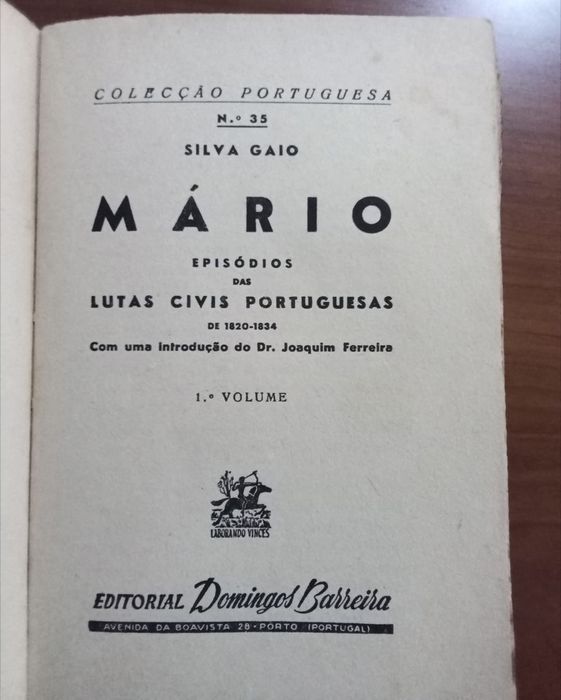 COLECÇÃO PORTUGUESA
N.º 35
SILVA GAIO
MÁRIO
EPISÓDIOS
DAS
LUTAS CIVIS PORTUGUESAS
DE 1820-1834
Com uma introdução do Dr. Joaquim Ferreira
1.º VOLUME
LABORANDO VINCES
EDITORIAL Domingos Barreira
AVENIDA DA BOAVISTA 28 - PORTO (PORTUGAL)